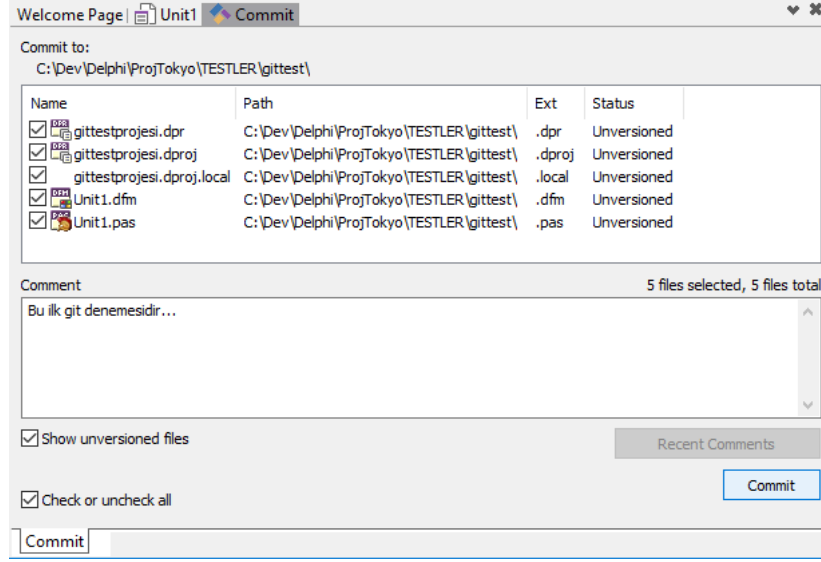 Welcome Page Unit1 Commit
Commit to:
C:\Dev\Delphi\ProjTokyo\TESTLER\gittest\
Name Path Ext Status
gittestprojesi.dpr C:\Dev\Delphi\ProjTokyo\TESTLER\gittest\ .dpr Unversioned
gittestprojesi.dproj C:\Dev\Delphi\ProjTokyo\TESTLER\gittest\ .dproj Unversioned
gittestprojesi.dproj.local C:\Dev\Delphi\ProjTokyo\TESTLER\gittest\ .local Unversioned
Unit1.dfm C:\Dev\Delphi\ProjTokyo\TESTLER\gittest\ .dfm Unversioned
Unit1.pas C:\Dev\Delphi\ProjTokyo\TESTLER\gittest\ .pas Unversioned
Comment 5 files selected, 5 files total
Bu ilk git denemesidir...
Show unversioned files
Recent Comments
Commit
Check or uncheck all
Commit